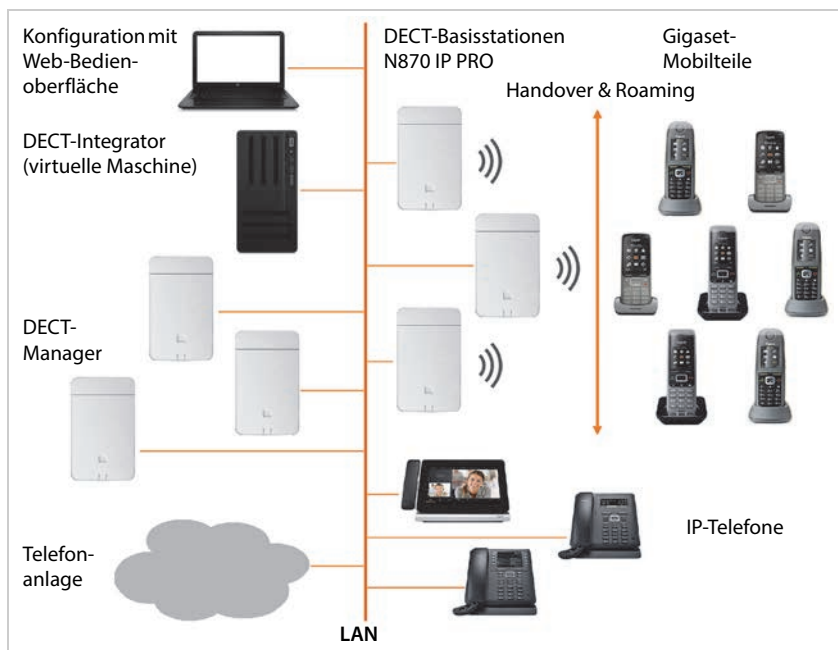 Konfiguration mit
Web-Bedien-
oberfläche
DECT-Basisstationen
N870 IP PRO
Gigaset-
Mobilteile
Handover & Roaming
DECT-Integrator
(virtuelle Maschine)
DECT-
Manager
Telefon-
anlage
IP-Telefone
LAN